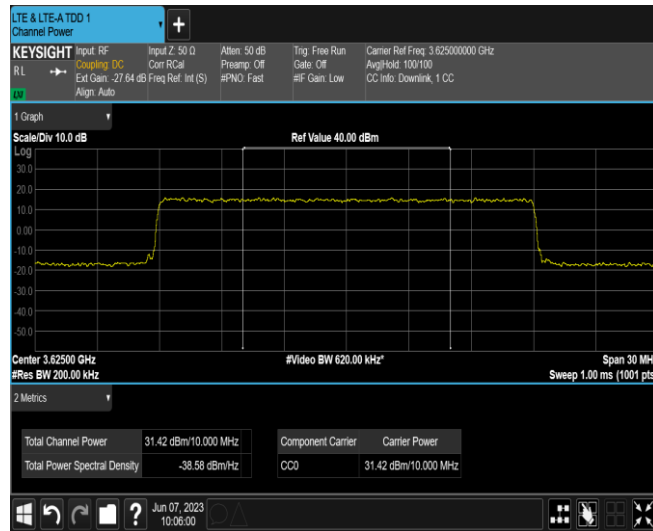 LTE & LTE-A TDD 1
Channel Power
+
KEYSIGHT Input: RF Input Z: 50 Ω Atten: 50 dB Trig: Free Run Carrier Ref Freq: 3.625000000 GHz
RL Coupling: DC Corr RCal Preamp: Off Gate: Off Avg|Hold: 100/100
Ext Gain: -27.64 dB Freq Ref: Int (S) #PNO: Fast #IF Gain: Low CC Info: Downlink, 1 CC
LXI Align: Auto
1 Graph
Scale/Div 10.0 dB Ref Value 40.00 dBm
Log
30.0
20.0
10.0
0.00
-10.0
-20.0
-30.0
-40.0
-50.0
Center 3.62500 GHz #Video BW 620.00 kHz* Span 30 MH
#Res BW 200.00 kHz Sweep 1.00 ms (1001 pts
2 Metrics
Total Channel Power 31.42 dBm/10.000 MHz Component Carrier Carrier Power
Total Power Spectral Density -38.58 dBm/Hz CC0 31.42 dBm/10.000 MHz
? Jun 07, 2023
10:06:00